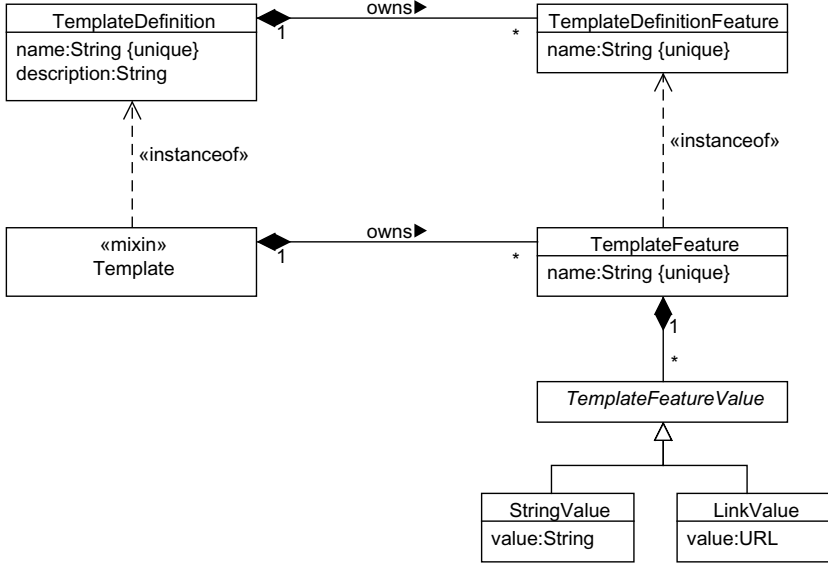 TemplateDefinition
name:String {unique}
description:String
1
owns▶
*
TemplateDefinitionFeature
name:String {unique}
«instanceof»
«instanceof»
«mixin»
Template
1
owns▶
*
TemplateFeature
name:String {unique}
1
*
TemplateFeatureValue
StringValue
value:String
LinkValue
value:URL